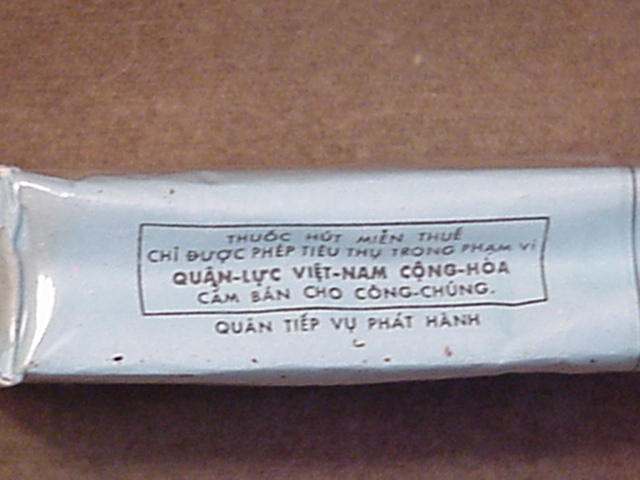 THUỐC HÚT MIỄN THUẾ
CHỈ ĐƯỢC PHÉP TIÊU THỤ TRONG PHẠM VI
QUÂN-LỰC VIỆT-NAM CỘNG-HÒA
CẤM BÁN CHO CÔNG-CHÚNG.
QUÂN TIẾP VỤ PHÁT HÀNH